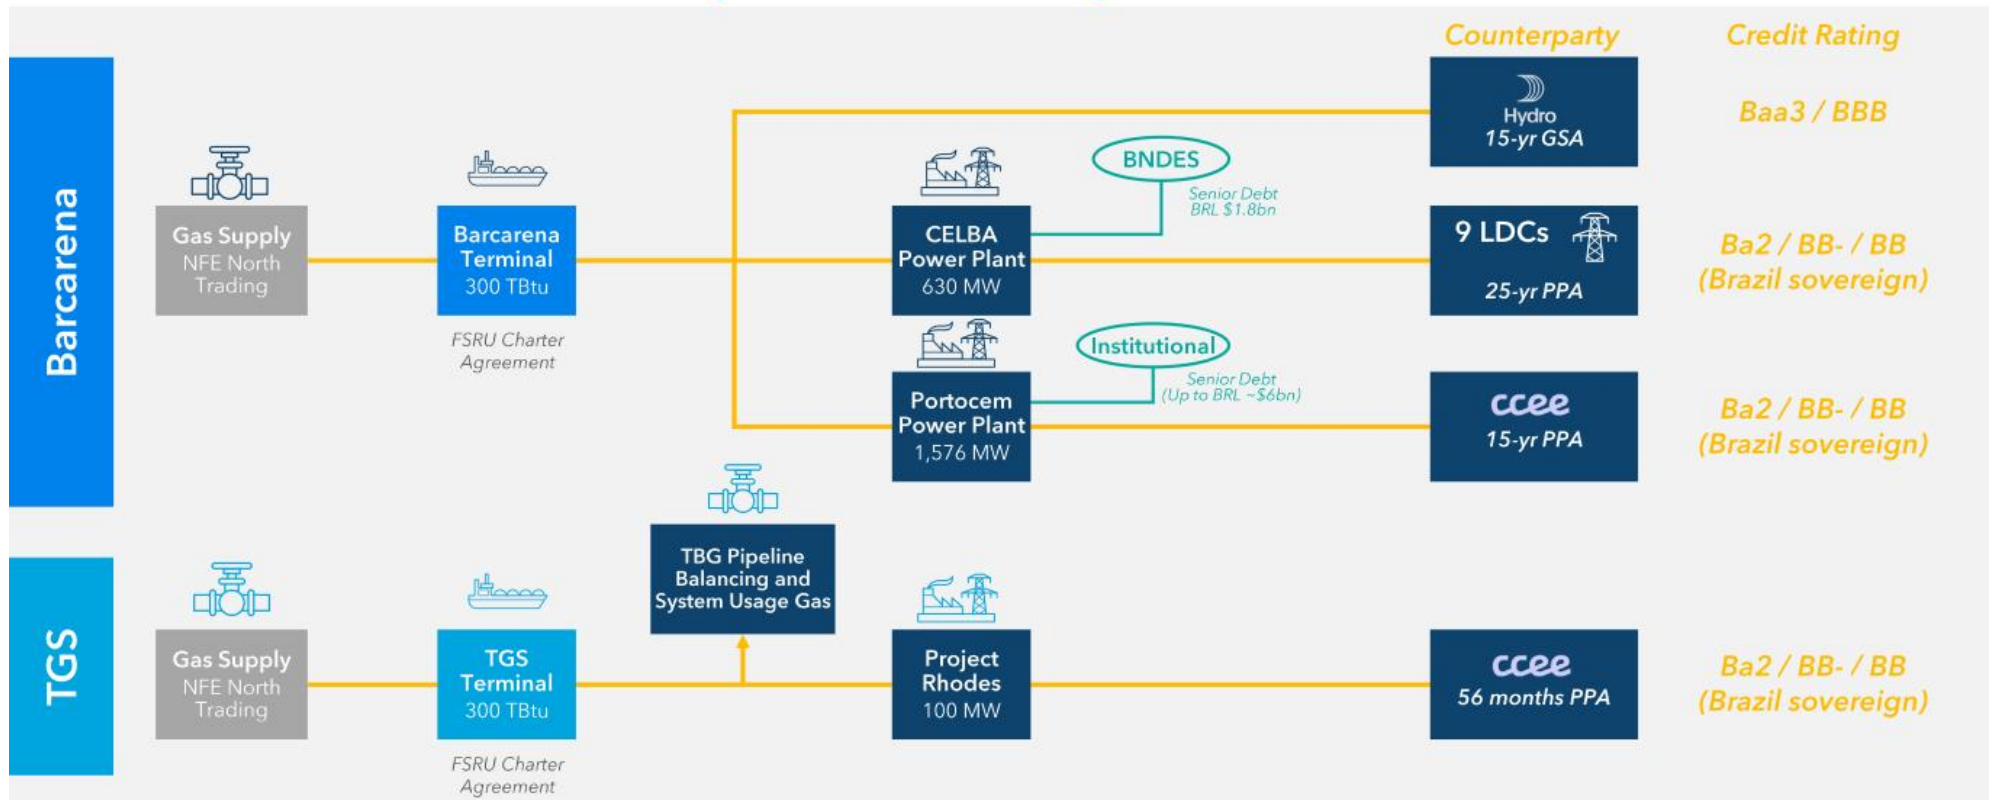 Counterparty
Credit Rating
Barcarena
Hydro
15-yr GSA
Baa3 / BBB
BNDES
Senior Debt
BRL $1.8bn
Gas Supply
NFE North
Trading
Barcarena
Terminal
300 TBtu
FSRU Charter
Agreement
CELBA
Power Plant
630 MW
9 LDCs
25-yr PPA
Ba2 / BB- / BB
(Brazil sovereign)
Institutional
Senior Debt
(Up to BRL ~$6bn)
Portocem
Power Plant
1,576 MW
ccee
15-yr PPA
Ba2 / BB- / BB
(Brazil sovereign)
TGS
TBG Pipeline
Balancing and
System Usage Gas
Gas Supply
NFE North
Trading
TGS
Terminal
300 TBtu
FSRU Charter
Agreement
Project
Rhodes
100 MW
ccee
56 months PPA
Ba2 / BB- / BB
(Brazil sovereign)